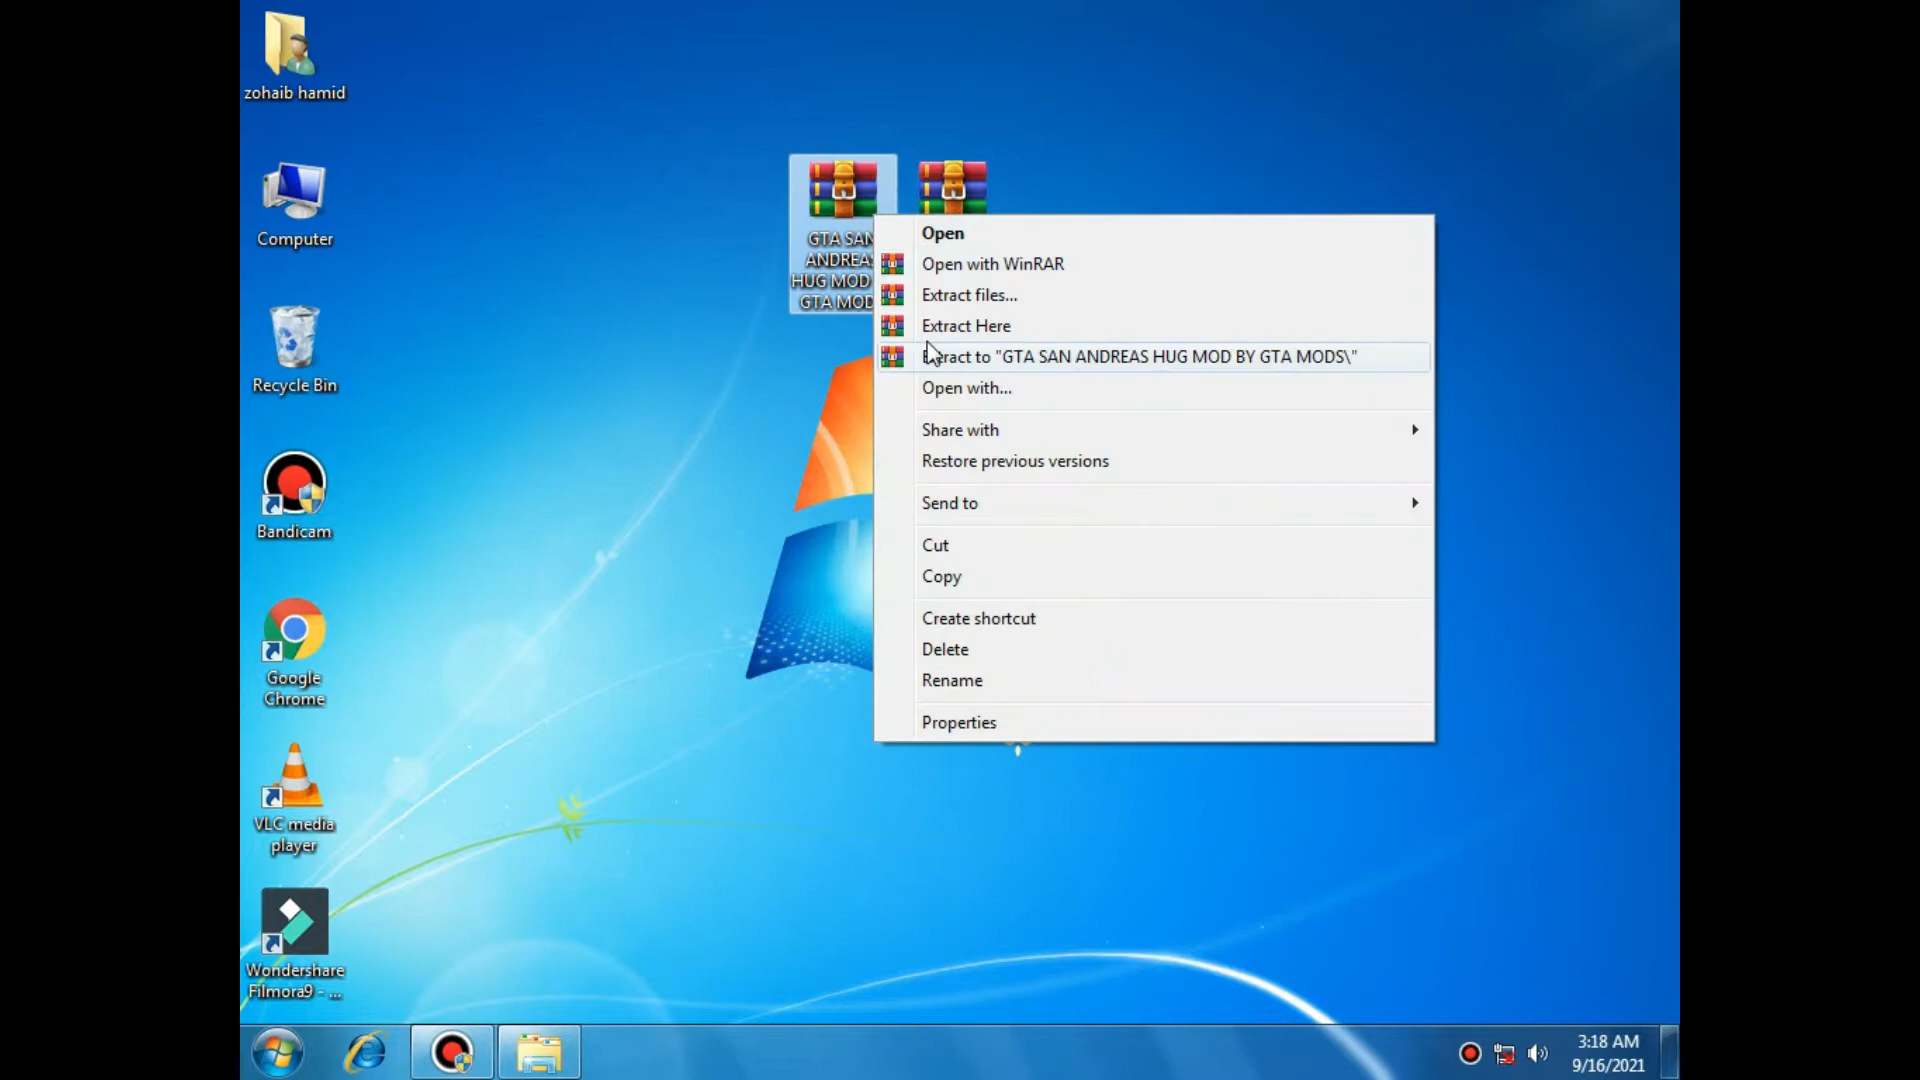 zohaib hamid
Computer
Recycle Bin
Bandicam
Google
Chrome
VLC media
player
Wondershare
Filmora9 - ...
GTA SAN
ANDREAS
HUG MOD
GTA MOD
Open
Open with WinRAR
Extract files...
Extract Here
Extract to "GTA SAN ANDREAS HUG MOD BY GTA MODS\"
Open with...
Share with
Restore previous versions
Send to
Cut
Copy
Create shortcut
Delete
Rename
Properties
3:18 AM
9/16/2021